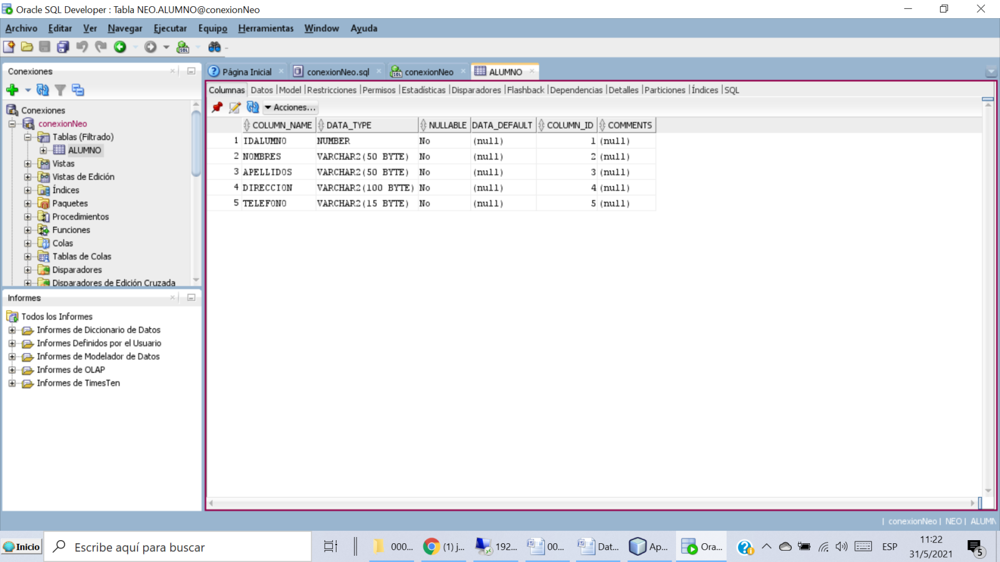 Oracle SQL Developer : Tabla NEO.ALUMNO@conexionNeo
Archivo Editar Ver Navegar Ejecutar Equipo Herramientas Window Ayuda
Conexiones
Conexiones
conexionNeo
Tablas (Filtrado)
ALUMNO
Vistas
Vistas de Edición
Índices
Paquetes
Procedimientos
Funciones
Colas
Tablas de Colas
Disparadores
Disparadores de Edición Cruzada
Informes
Todos los Informes
Informes de Diccionario de Datos
Informes Definidos por el Usuario
Informes de Modelador de Datos
Informes de OLAP
Informes de TimesTen
Página Inicial conexionNeo.sql conexionNeo ALUMNO
Columnas Datos Model Restricciones Permisos Estadísticas Disparadores Flashback Dependencias Detalles Particiones Índices SQL
Acciones...
COLUMN_NAME DATA_TYPE NULLABLE DATA_DEFAULT COLUMN_ID COMMENTS
1 IDALUMNO NUMBER No (null) 1 (null)
2 NOMBRES VARCHAR2(50 BYTE) No (null) 2 (null)
3 APELLIDOS VARCHAR2(50 BYTE) No (null) 3 (null)
4 DIRECCION VARCHAR2(100 BYTE) No (null) 4 (null)
5 TELEFONO VARCHAR2(15 BYTE) No (null) 5 (null)
| conexionNeo | NEO | ALUMN
Inicio Escribe aquí para buscar 000... (1) j... 192... 00... Dat... Ap... Ora... ESP 11:22
31/5/2021 5